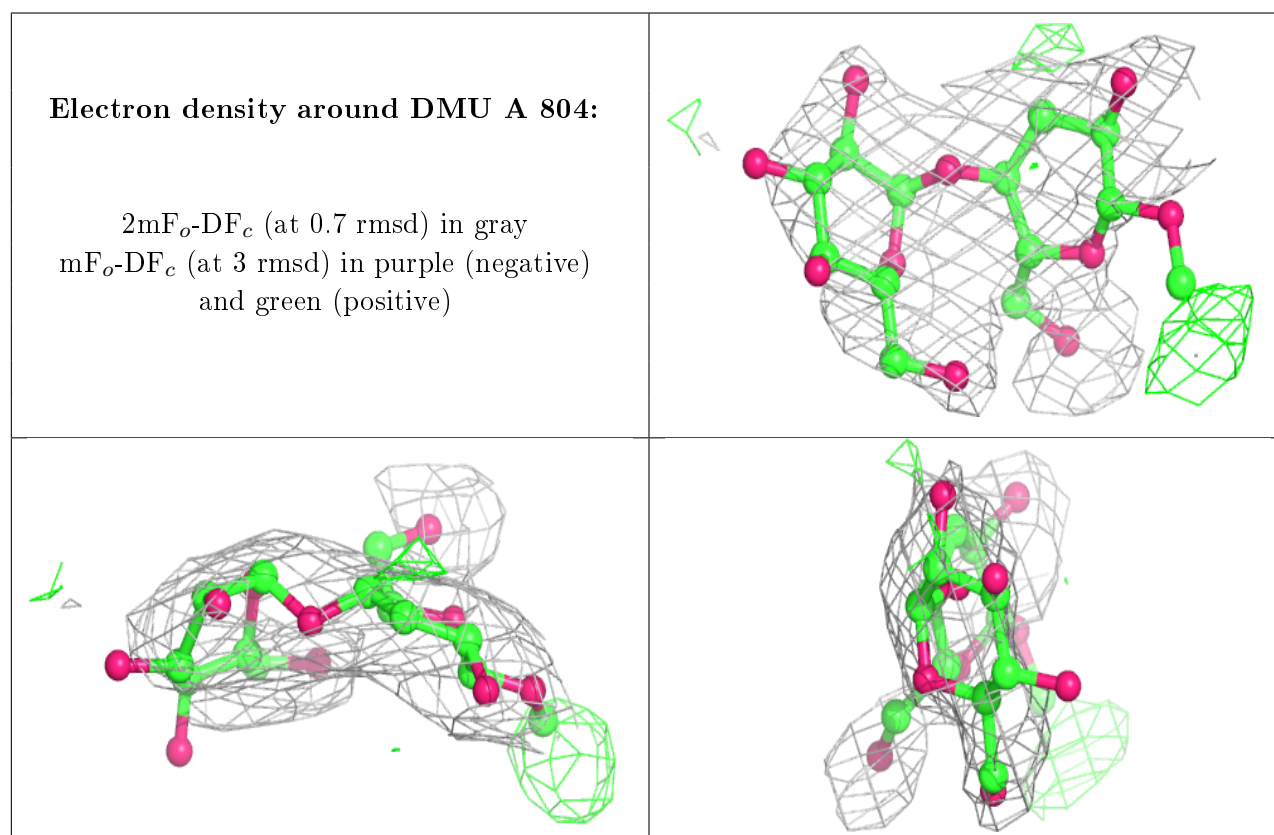 Electron density around DMU A 804:
2mFo-DFc (at 0.7 rmsd) in gray
mFo-DFc (at 3 rmsd) in purple (negative)
and green (positive)